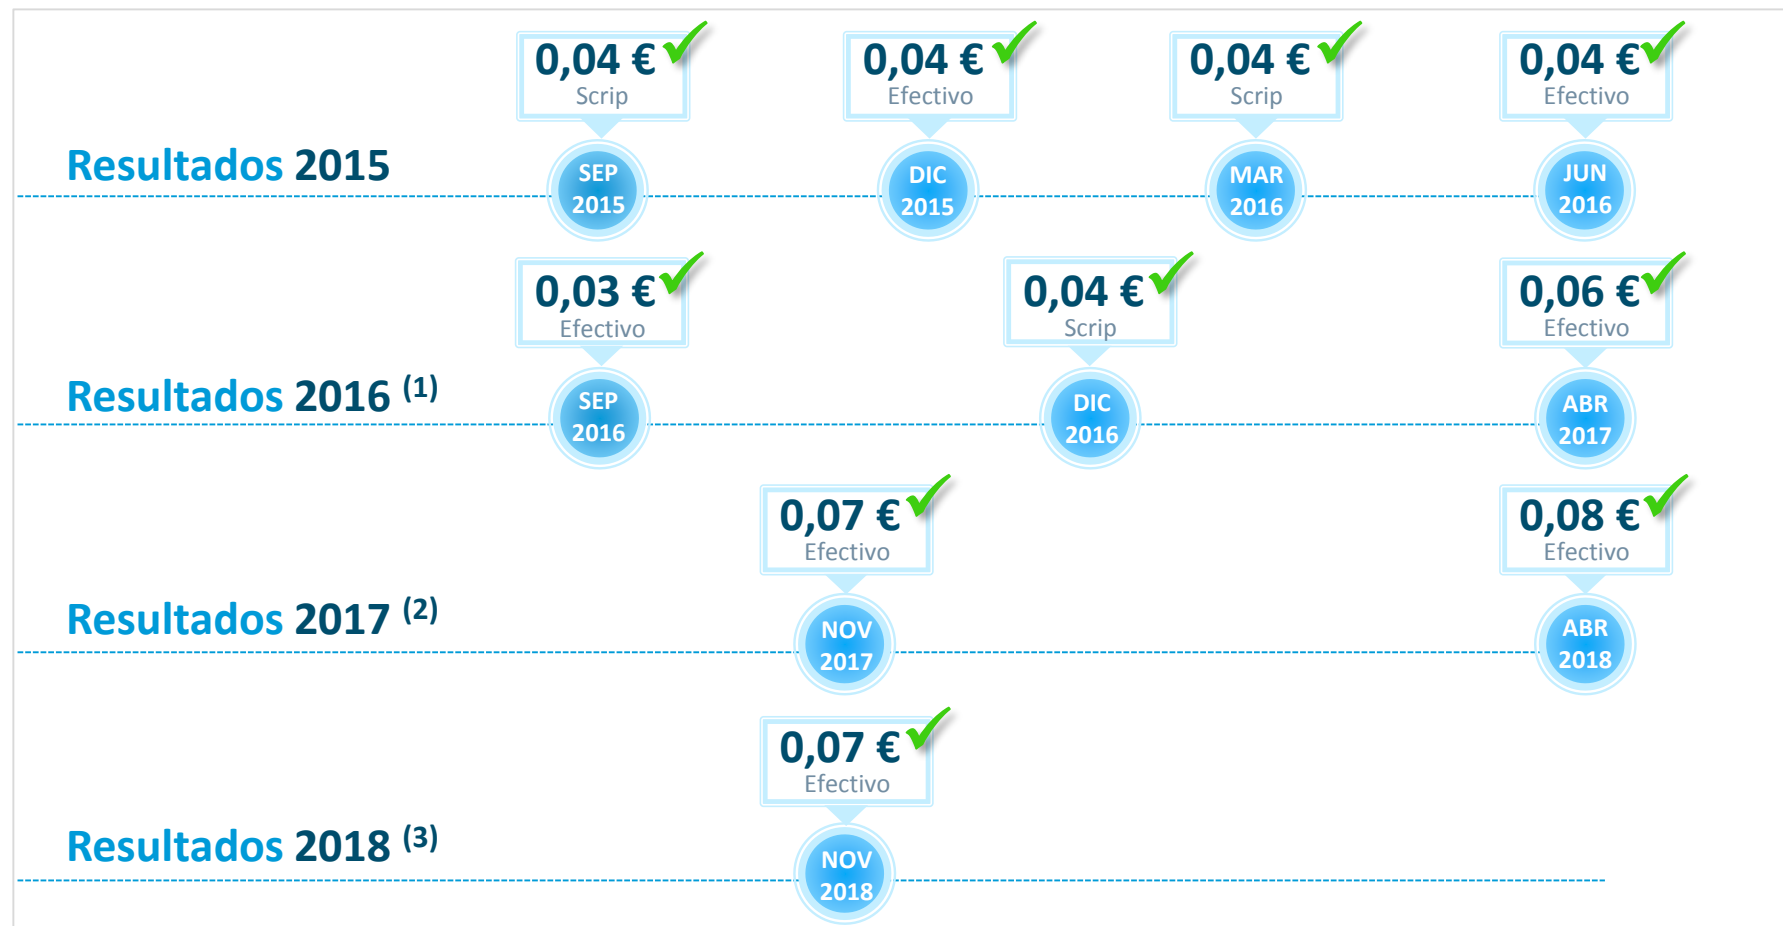 0,04 €
Scrip
0,04 €
Efectivo
0,04 €
Scrip
0,04 €
Efectivo
Resultados 2015
SEP
2015
DIC
2015
MAR
2016
JUN
2016
0,03 €
Efectivo
0,04 €
Scrip
0,06 €
Efectivo
Resultados 2016 (1)
SEP
2016
DIC
2016
ABR
2017
0,07 €
Efectivo
0,08 €
Efectivo
Resultados 2017 (2)
NOV
2017
ABR
2018
0,07 €
Efectivo
Resultados 2018 (3)
NOV
2018